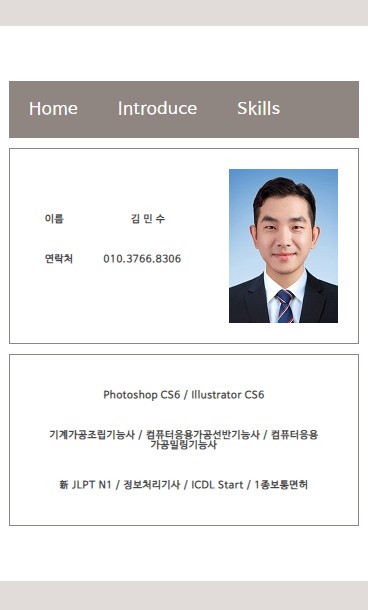 Home Introduce Skills
이름 김 민 수
연락처 010.3766.8306
Photoshop CS6 / Illustrator CS6
기계가공조립기능사 / 컴퓨터응용가공선반기능사 / 컴퓨터응용
가공밀링기능사
新 JLPT N1 / 정보처리기사 / ICDL Start / 1종보통면허